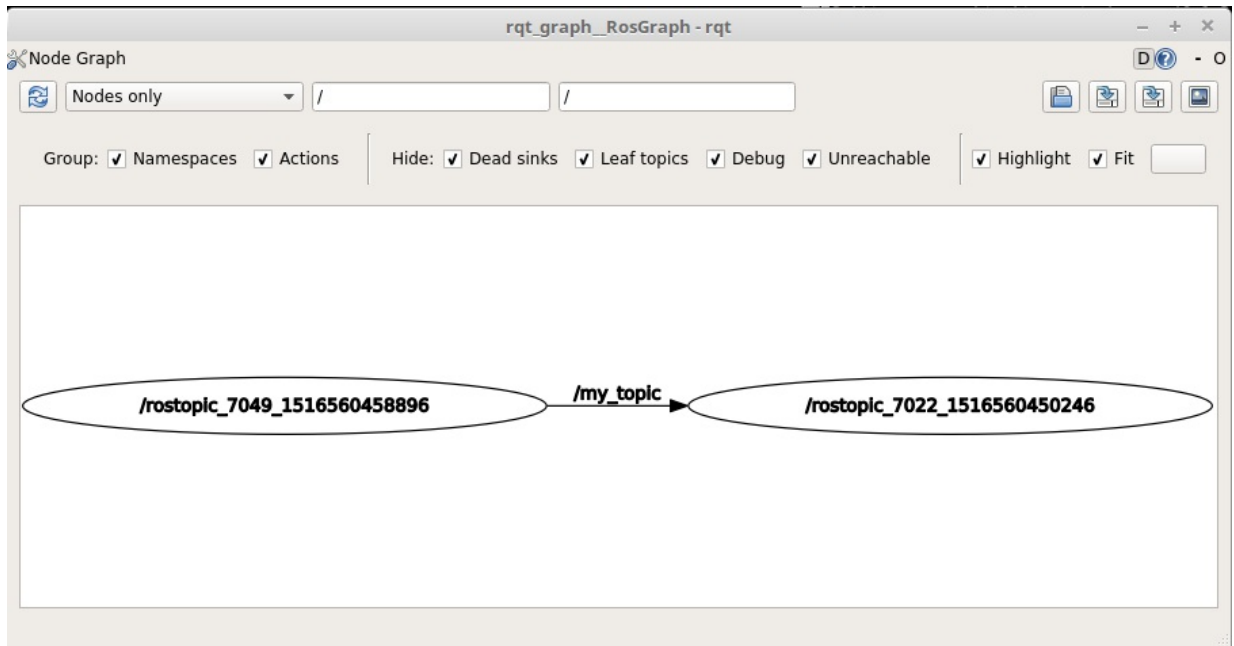 rqt_graph__RosGraph - rqt
Node Graph
D - O
Nodes only / /
Group: Namespaces Actions Hide: Dead sinks Leaf topics Debug Unreachable Highlight Fit
/my_topic
/rostopic_7049_1516560458896 /rostopic_7022_1516560450246